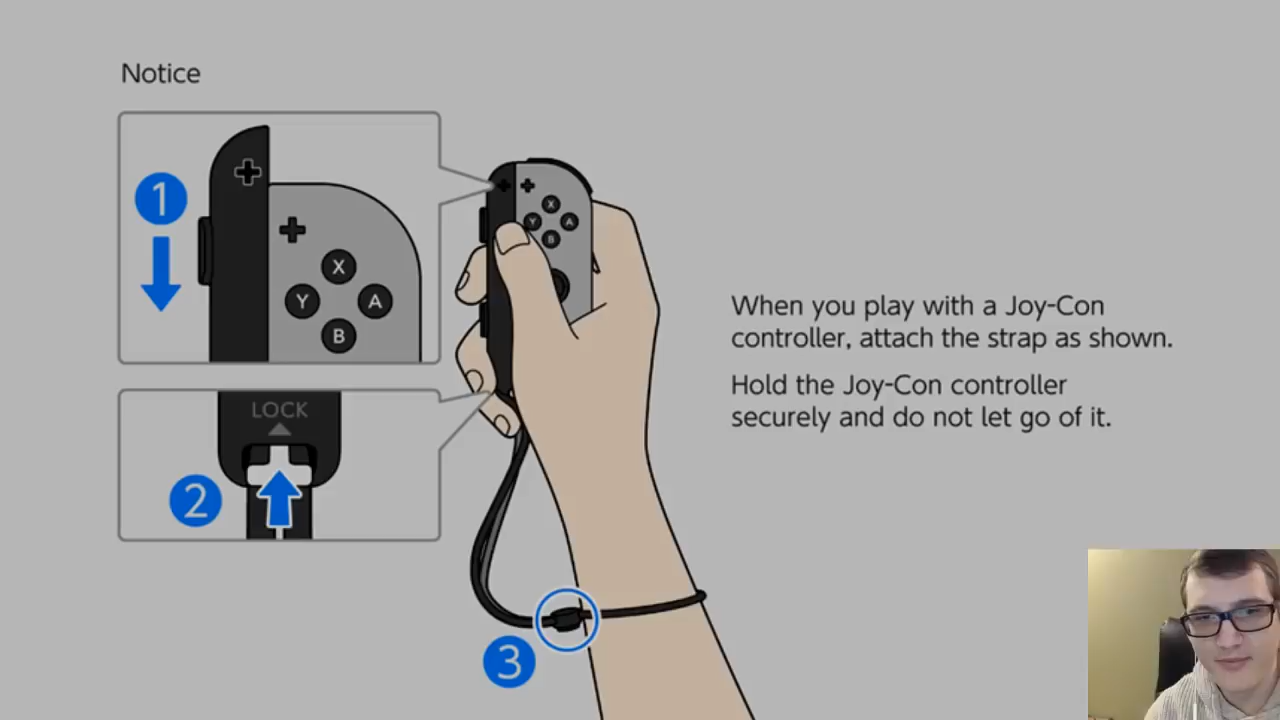 Notice
1
X
Y
A
B
LOCK
2
X
Y
A
B
3
When you play with a Joy-Con
controller, attach the strap as shown.
Hold the Joy-Con controller
securely and do not let go of it.